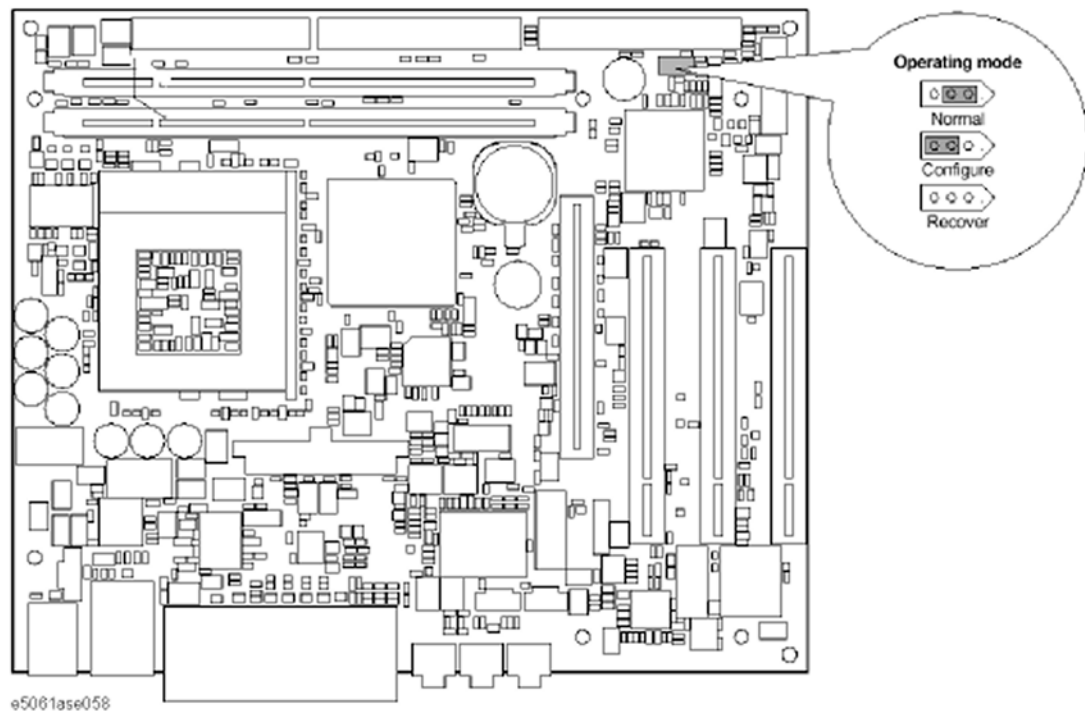 Operating mode
Normal
Configure
Recover
e5061ase058